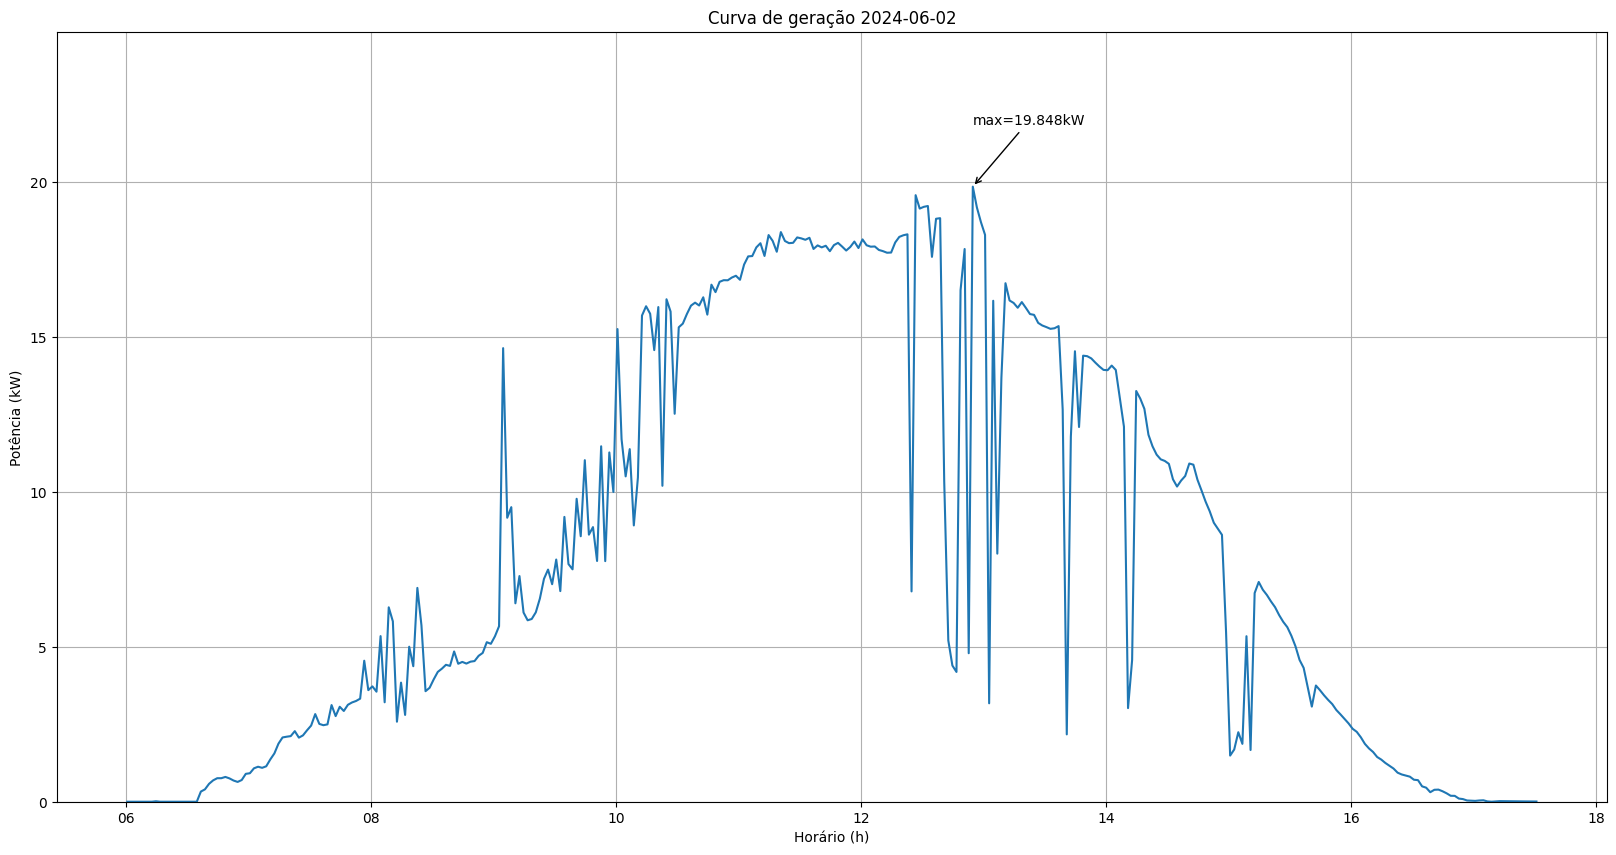 Curva de geração 2024-06-02
max=19.848kW
20
15
10
5
0
Potência (kW)
06 08 10 12 14 16 18
Horário (h)